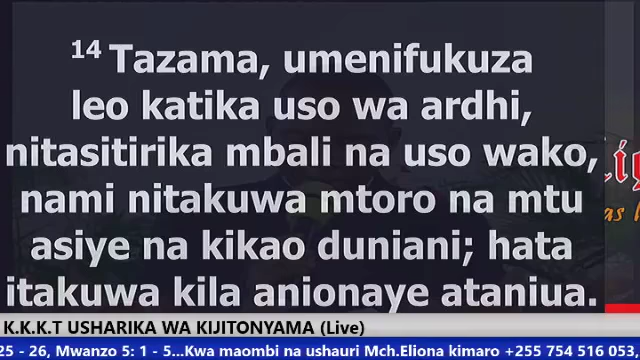 14 Tazama, umenifukuza
leo katika uso wa ardhi,
nitasitirika mbali na uso wako,
nami nitakuwa mtoro na mtu
asiye na kikao duniani; hata
itakuwa kila anionaye ataniua.
K.K.K.T USHARIKA WA KIJITONYAMA (Live)
25 - 26, Mwanzo 5: 1 - 5...Kwa maombi na ushauri Mch.Eliona kimaro +255 754 516 053,